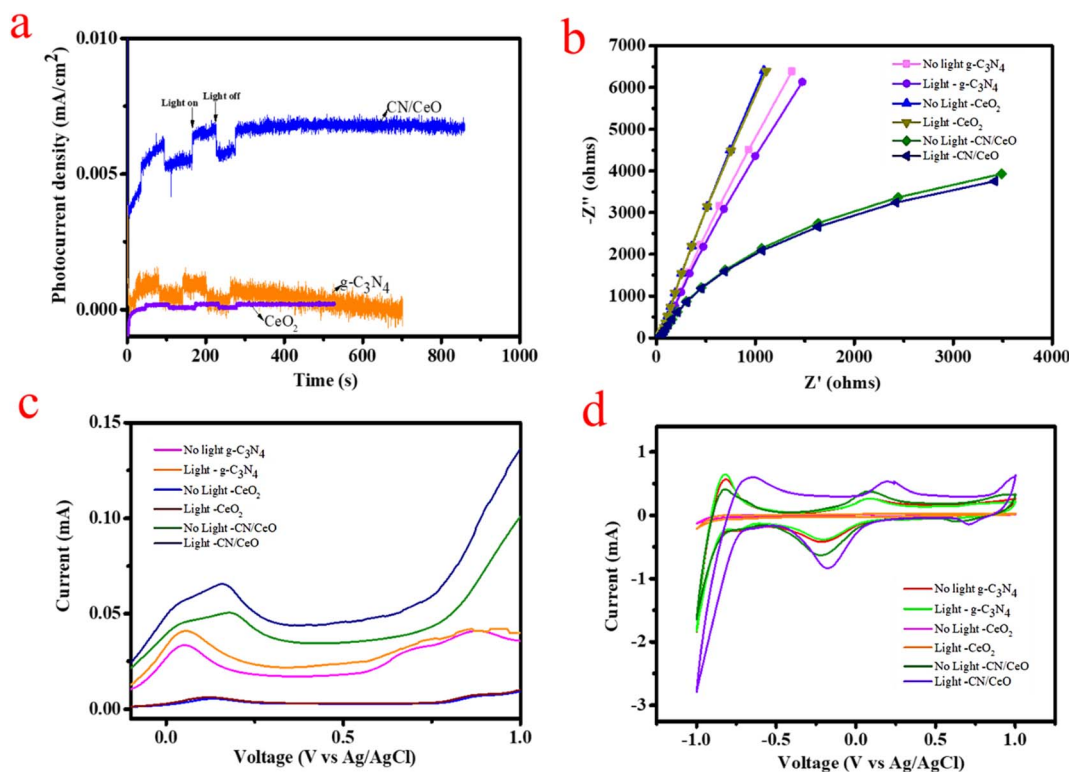 a
0.010
0.005
0.000
Photocurrent density (mA/cm²)
Light on
Light off
CN/CeO
g-C₃N₄
CeO₂
0
200
400
600
800
1000
Time (s)
b
7000
6000
5000
4000
3000
2000
1000
0
-Z" (ohms)
No light g-C₃N₄
Light - g-C₃N₄
No Light -CeO₂
Light -CeO₂
No Light -CN/CeO
Light -CN/CeO
0
1000
2000
3000
4000
Z' (ohms)
c
0.15
0.10
0.05
0.00
Current (mA)
No light g-C₃N₄
Light - g-C₃N₄
No Light -CeO₂
Light -CeO₂
No Light -CN/CeO
Light -CN/CeO
0.0
0.5
1.0
Voltage (V vs Ag/AgCl)
d
1
0
-1
-2
-3
Current (mA)
No light g-C₃N₄
Light - g-C₃N₄
No Light -CeO₂
Light -CeO₂
No Light -CN/CeO
Light -CN/CeO
-1.0
-0.5
0.0
0.5
1.0
Voltage (V vs Ag/AgCl)